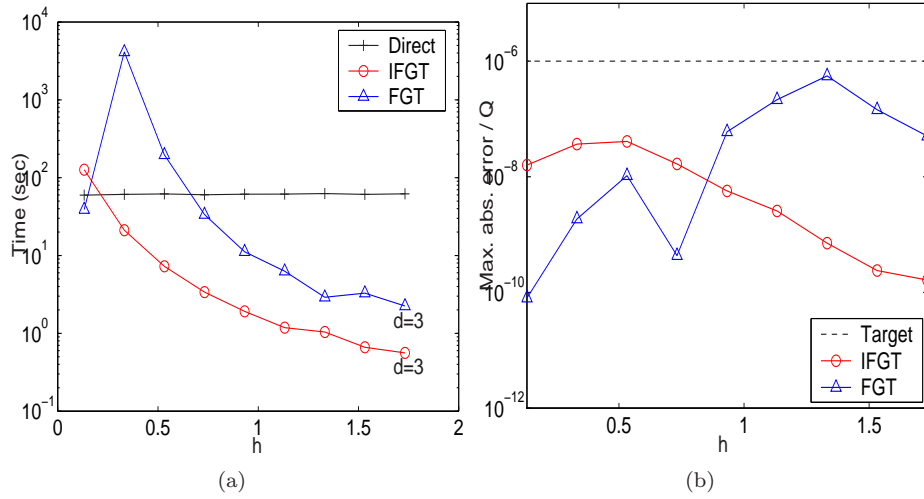 10^4
10^3
10^2
10^1
10^0
10^-1
Time (sec)
0
0.5
1
1.5
2
h
Direct
IFGT
FGT
d=3
d=3
(a)
10^-6
10^-8
10^-10
10^-12
Max. abs. error / Q
0.5
1
1.5
h
Target
IFGT
FGT
(b)